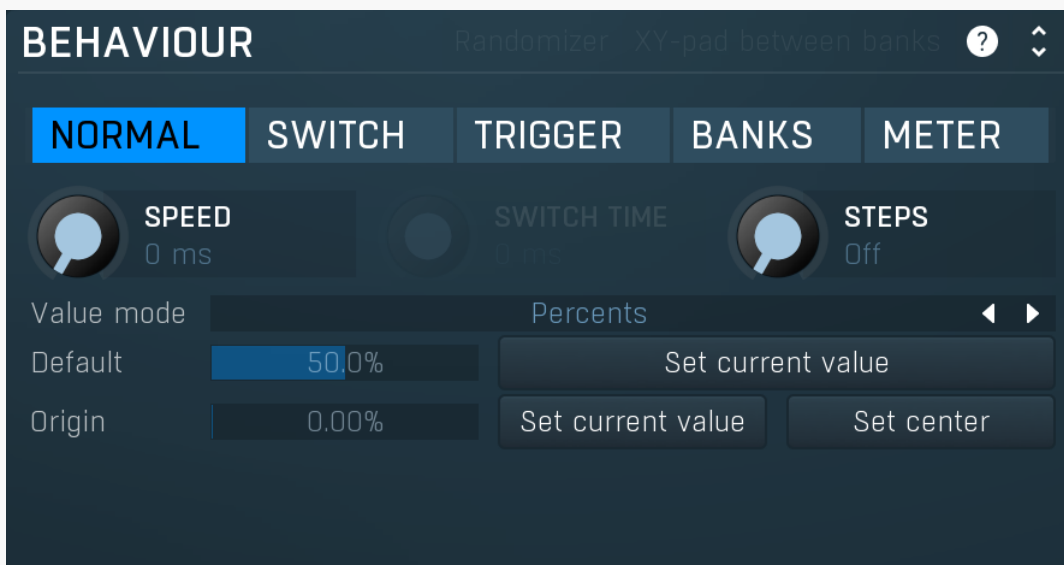 BEHAVIOUR Randomizer XY-pad between banks ?
NORMAL SWITCH TRIGGER BANKS METER
SPEED SWITCH TIME STEPS
0 ms 0 ms Off
Value mode Percents
Default 50.0% Set current value
Origin 0.00% Set current value Set center